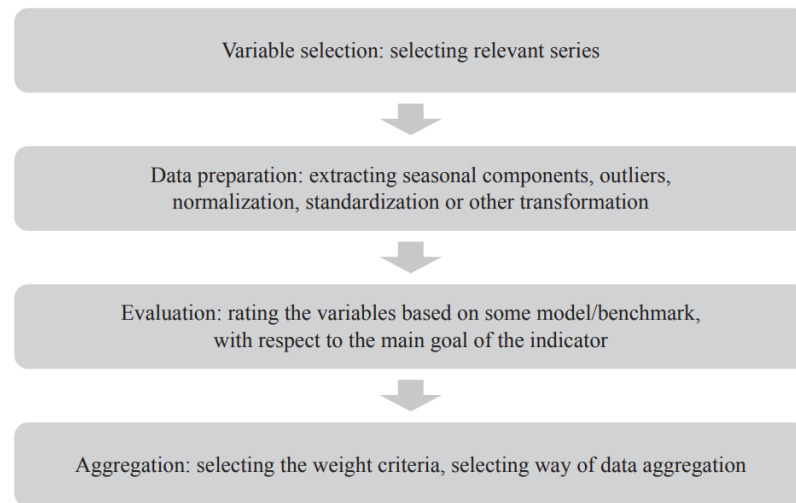 Variable selection: selecting relevant series
Data preparation: extracting seasonal components, outliers,
normalization, standardization or other transformation
Evaluation: rating the variables based on some model/benchmark,
with respect to the main goal of the indicator
Aggregation: selecting the weight criteria, selecting way of data aggregation